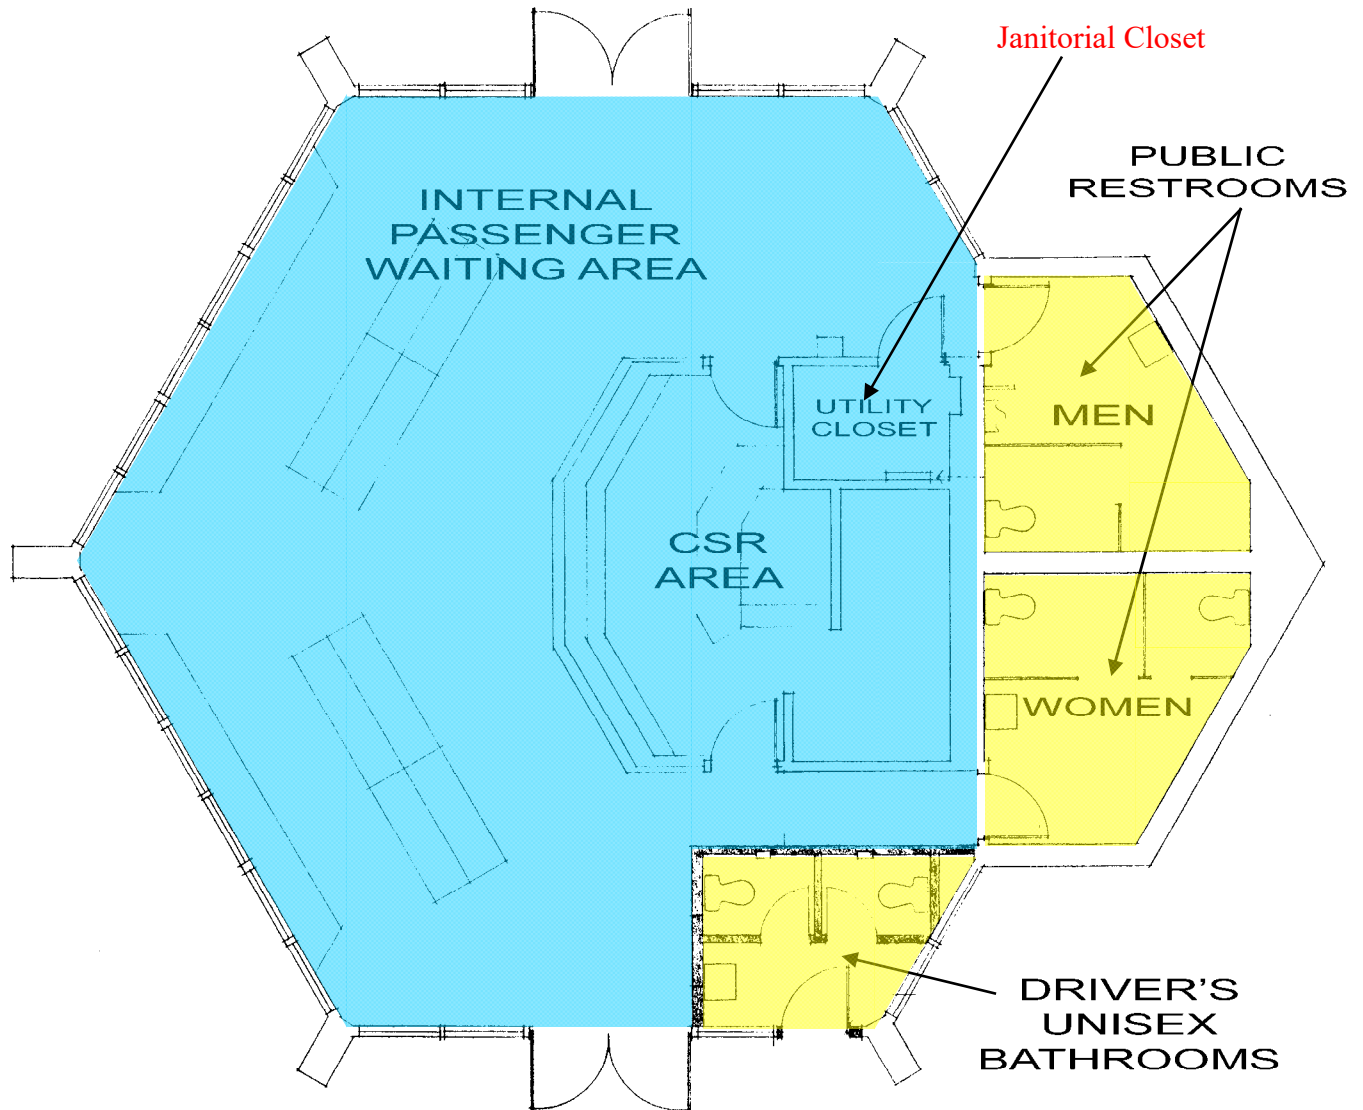 Janitorial Closet
PUBLIC
RESTROOMS
INTERNAL
PASSENGER
WAITING AREA
UTILITY
CLOSET
MEN
CSR
AREA
WOMEN
DRIVER'S
UNISEX
BATHROOMS